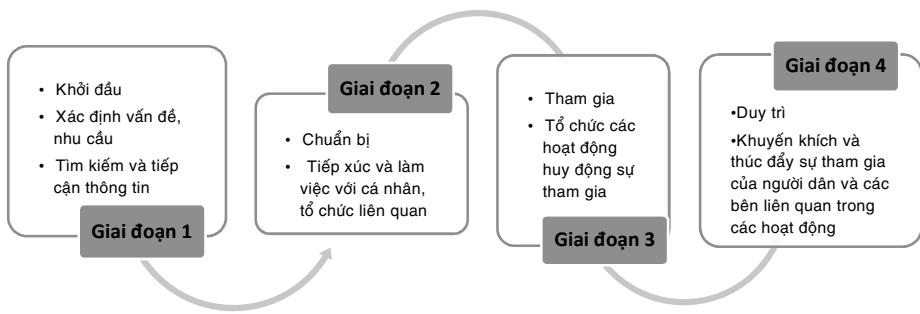 • Khởi đầu
• Xác định vấn đề,
nhu cầu
• Tìm kiếm và tiếp
cận thông tin
Giai đoạn 1
Giai đoạn 2
• Chuẩn bị
• Tiếp xúc và làm
việc với cá nhân,
tổ chức liên quan
• Tham gia
• Tổ chức các
hoạt động
huy động sự
tham gia
Giai đoạn 3
Giai đoạn 4
•Duy trì
•Khuyến khích và
thúc đẩy sự tham gia
của người dân và các
bên liên quan trong
các hoạt động